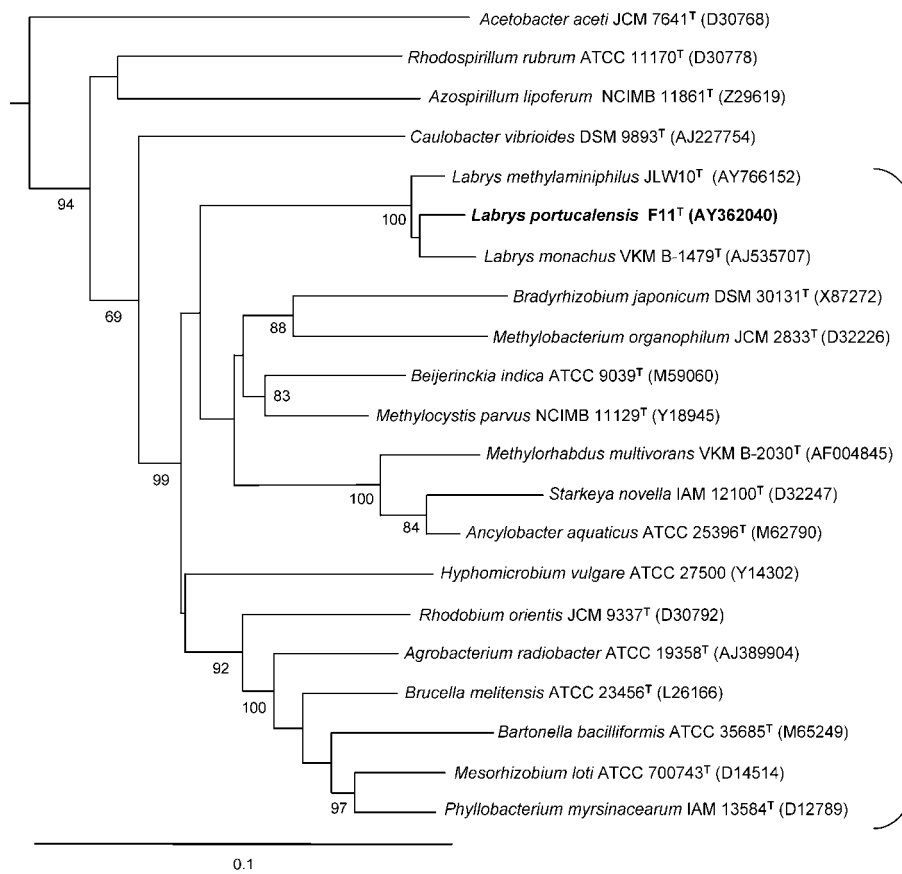 Acetobacter aceti JCM 7641ᵀ (D30768)
Rhodospirillum rubrum ATCC 11170ᵀ (D30778)
Azospirillum lipoferum NCIMB 11861ᵀ (Z29619)
Caulobacter vibrioides DSM 9893ᵀ (AJ227754)
Labrys methylaminiphilus JLW10ᵀ (AY766152)
94
100
Labrys portucalensis F11ᵀ (AY362040)
Labrys monachus VKM B-1479ᵀ (AJ535707)
Bradyrhizobium japonicum DSM 30131ᵀ (X87272)
69
88
Methylobacterium organophilum JCM 2833ᵀ (D32226)
Beijerinckia indica ATCC 9039ᵀ (M59060)
83
Methylocystis parvus NCIMB 11129ᵀ (Y18945)
Methylorhabdus multivorans VKM B-2030ᵀ (AF004845)
99
100
Starkeya novella IAM 12100ᵀ (D32247)
84
Ancylobacter aquaticus ATCC 25396ᵀ (M62790)
Hyphomicrobium vulgare ATCC 27500 (Y14302)
Rhodobium orientis JCM 9337ᵀ (D30792)
92
Agrobacterium radiobacter ATCC 19358ᵀ (AJ389904)
Brucella melitensis ATCC 23456ᵀ (L26166)
100
Bartonella bacilliformis ATCC 35685ᵀ (M65249)
Mesorhizobium loti ATCC 700743ᵀ (D14514)
97
Phyllobacterium myrsinacearum IAM 13584ᵀ (D12789)
0.1